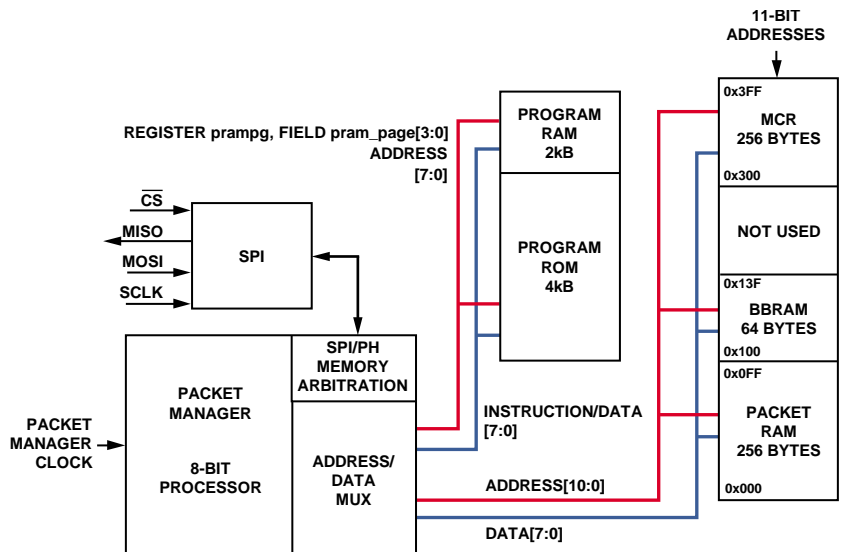 11-BIT
ADDRESSES
REGISTER prampg, FIELD pram_page[3:0]
ADDRESS
[7:0]
PROGRAM
RAM
2kB
PROGRAM
ROM
4kB
0x3FF
MCR
256 BYTES
0x300
NOT USED
0x13F
BBRAM
64 BYTES
0x100
0x0FF
PACKET
RAM
256 BYTES
0x000
CS
MISO
MOSI
SCLK
SPI
SPI/PH
MEMORY
ARBITRATION
PACKET
MANAGER
8-BIT
PROCESSOR
ADDRESS/
DATA
MUX
PACKET
MANAGER
CLOCK
INSTRUCTION/DATA
[7:0]
ADDRESS[10:0]
DATA[7:0]